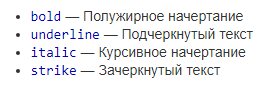 • bold — Полужирное начертание
• underline — Подчеркнутый текст
• italic — Курсивное начертание
• strike — Зачеркнутый текст